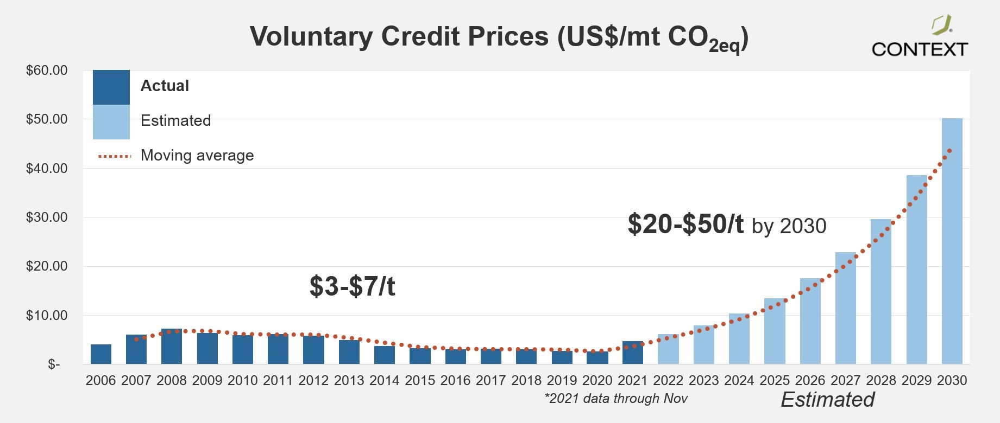 Voluntary Credit Prices (US$/mt CO2eq)
CONTEXT
$60.00
$50.00
$40.00
$30.00
$20.00
$10.00
$-
Actual
Estimated
Moving average
$3-$7/t
$20-$50/t by 2030
2006 2007 2008 2009 2010 2011 2012 2013 2014 2015 2016 2017 2018 2019 2020 2021 2022 2023 2024 2025 2026 2027 2028 2029 2030
*2021 data through Nov
Estimated